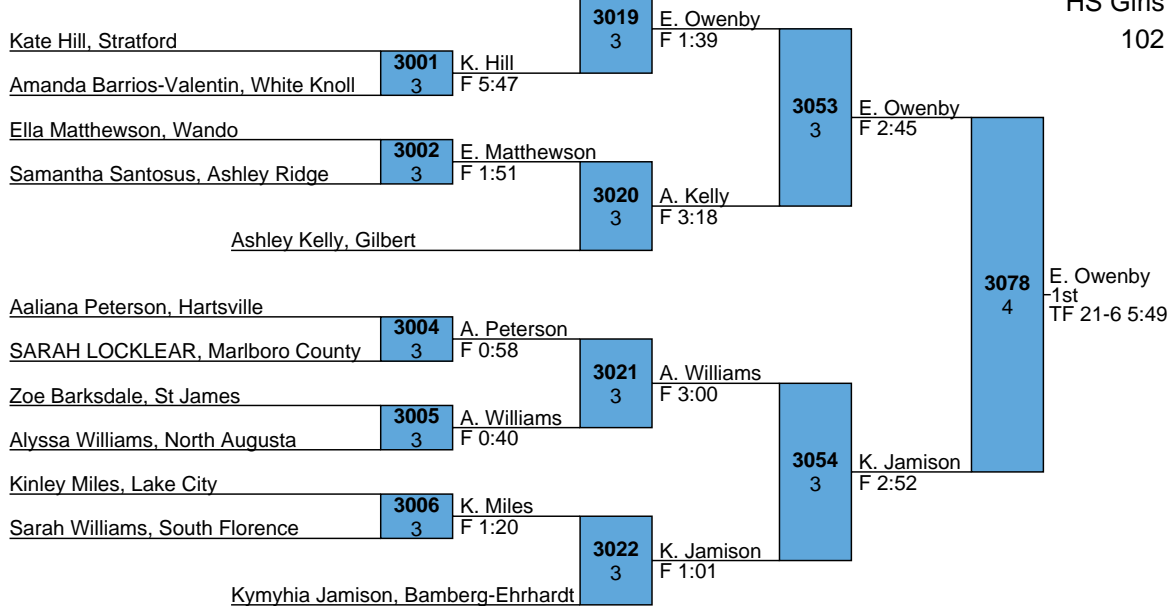 HS Girls
102
3019
3
E. Owenby
F 1:39
Kate Hill, Stratford
3001
3
K. Hill
F 5:47
Amanda Barrios-Valentin, White Knoll
3053
3
E. Owenby
F 2:45
Ella Matthewson, Wando
3002
3
E. Matthewson
F 1:51
Samantha Santosus, Ashley Ridge
3020
3
A. Kelly
F 3:18
Ashley Kelly, Gilbert
3078
4
E. Owenby
1st
TF 21-6 5:49
Aaliana Peterson, Hartsville
3004
3
A. Peterson
F 0:58
SARAH LOCKLEAR, Marlboro County
3021
3
A. Williams
F 3:00
Zoe Barksdale, St James
3005
3
A. Williams
F 0:40
Alyssa Williams, North Augusta
3054
3
K. Jamison
F 2:52
Kinley Miles, Lake City
3006
3
K. Miles
F 1:20
Sarah Williams, South Florence
3022
3
K. Jamison
F 1:01
Kymyhia Jamison, Bamberg-Ehrhardt